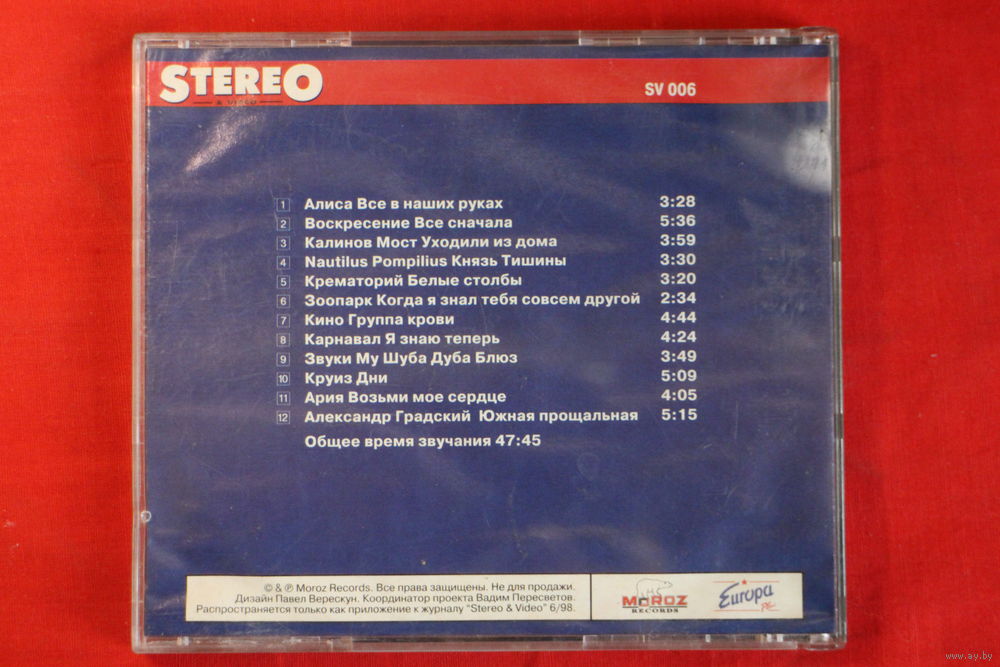 STEREO
& VIDEO
SV 006
1 Алиса Все в наших руках 3:28
2 Воскресение Все сначала 5:36
3 Калинов Мост Уходили из дома 3:59
4 Nautilus Pompilius Князь Тишины 3:30
5 Крематорий Белые столбы 3:20
6 Зоопарк Когда я знал тебя совсем другой 2:34
7 Кино Группа крови 4:44
8 Карнавал Я знаю теперь 4:24
9 Звуки Му Шуба Дуба Блюз 3:49
10 Круиз Дни 5:09
11 Ария Возьми мое сердце 4:05
12 Александр Градский Южная прощальная 5:15
Общее время звучания 47:45
© & ℗ Moroz Records. Все права защищены. Не для продажи.
Дизайн Павел Верескун. Координатор проекта Вадим Пересветов.
Распространяется только как приложение к журналу "Stereo & Video" 6/98.
MOROZ
RECORDS
Europa
www.ay.by